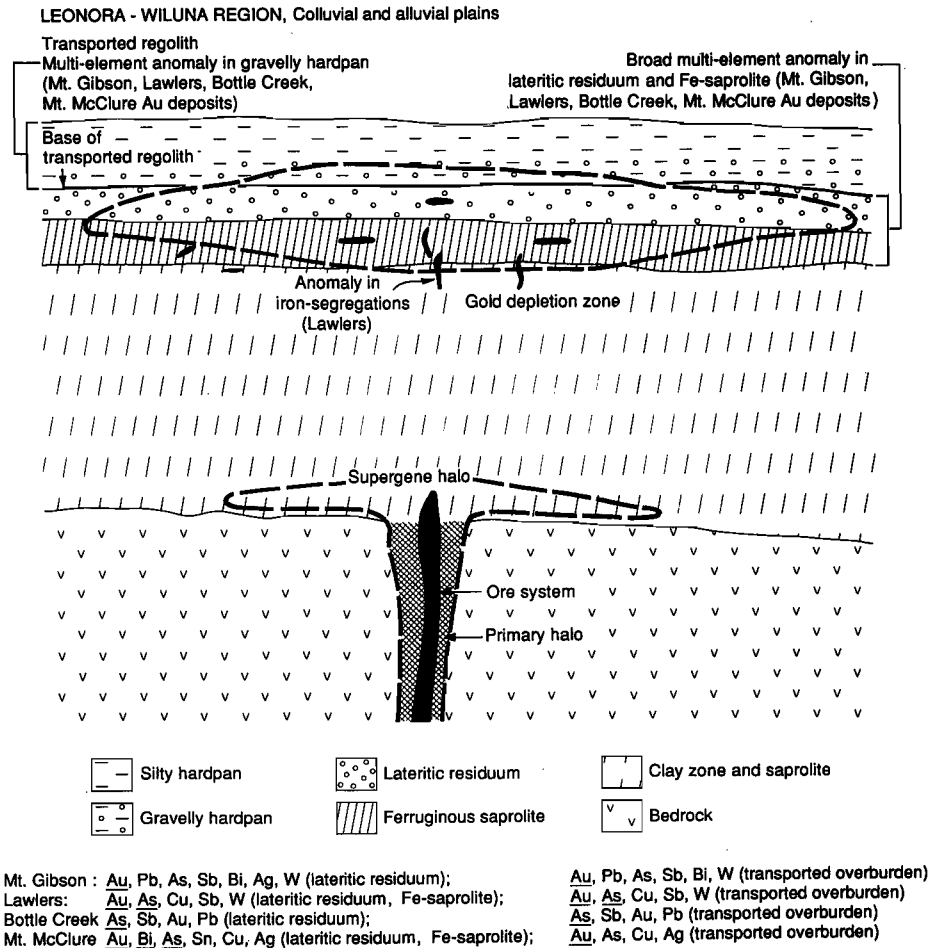 LEONORA - WILUNA REGION, Colluvial and alluvial plains
Transported regolith
Multi-element anomaly in gravelly hardpan
(Mt. Gibson, Lawlers, Bottle Creek,
Mt. McClure Au deposits)
Broad multi-element anomaly in
lateritic residuum and Fe-saprolite (Mt. Gibson,
Lawlers, Bottle Creek, Mt. McClure Au deposits)
Base of
transported regolith
Anomaly in
iron-segregations
(Lawlers)
Gold depletion zone
Supergene halo
Ore system
Primary halo
Silty hardpan
Lateritic residuum
Clay zone and saprolite
Gravelly hardpan
Ferruginous saprolite
Bedrock
Mt. Gibson : Au, Pb, As, Sb, Bi, Ag, W (lateritic residuum); Au, Pb, As, Sb, Bi, W (transported overburden)
Lawlers: Au, As, Cu, Sb, W (lateritic residuum, Fe-saprolite); Au, As, Cu, Sb, W (transported overburden)
Bottle Creek As, Sb, Au, Pb (lateritic residuum); As, Sb, Au, Pb (transported overburden)
Mt. McClure Au, Bi, As, Sn, Cu, Ag (lateritic residuum, Fe-saprolite); Au, As, Cu, Ag (transported overburden)